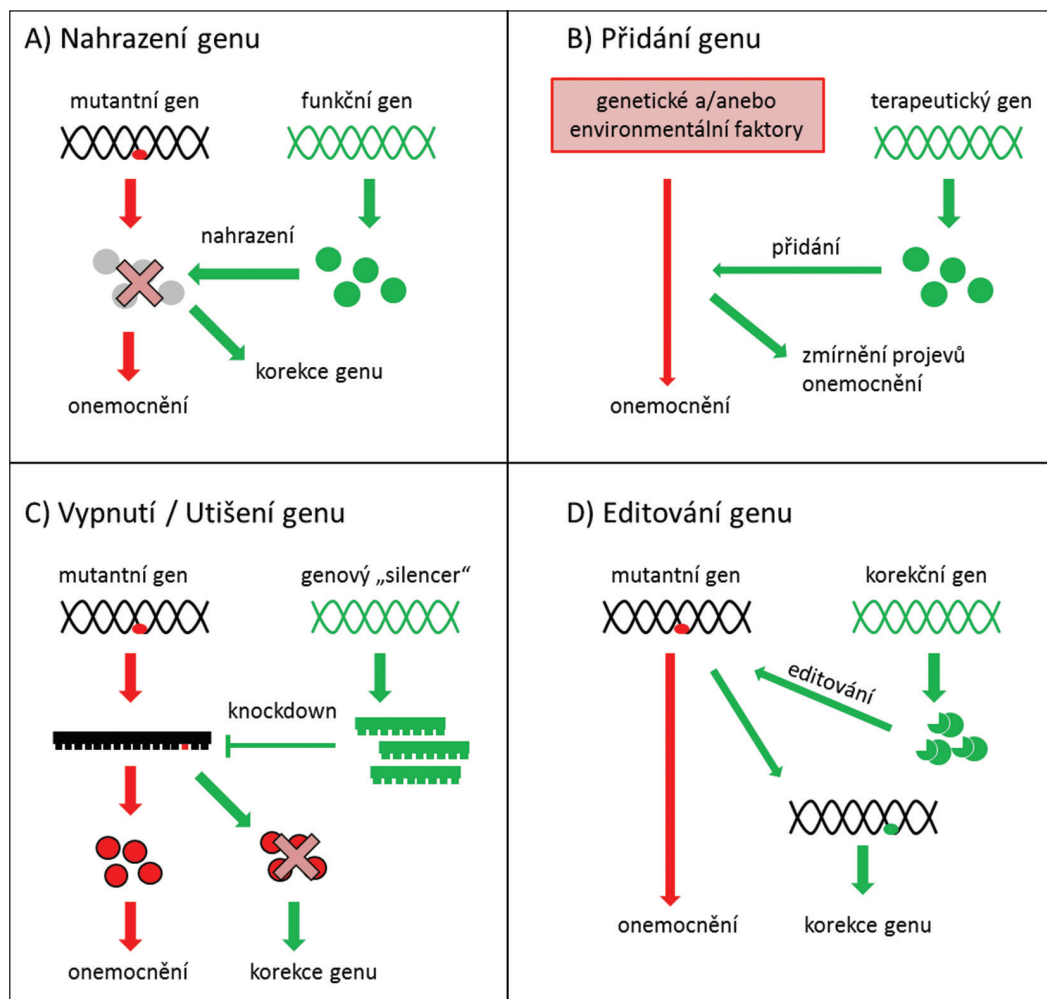 A) Nahrazení genu
mutantní gen
funkční gen
nahrazení
korekce genu
onemocnění
B) Přidání genu
genetické a/anebo
environmentální faktory
terapeutický gen
přidání
zmírnění projevů
onemocnění
onemocnění
C) Vypnutí / Utišení genu
mutantní gen
genový „silencer“
knockdown
onemocnění
korekce genu
D) Editování genu
mutantní gen
korekční gen
editování
onemocnění
korekce genu